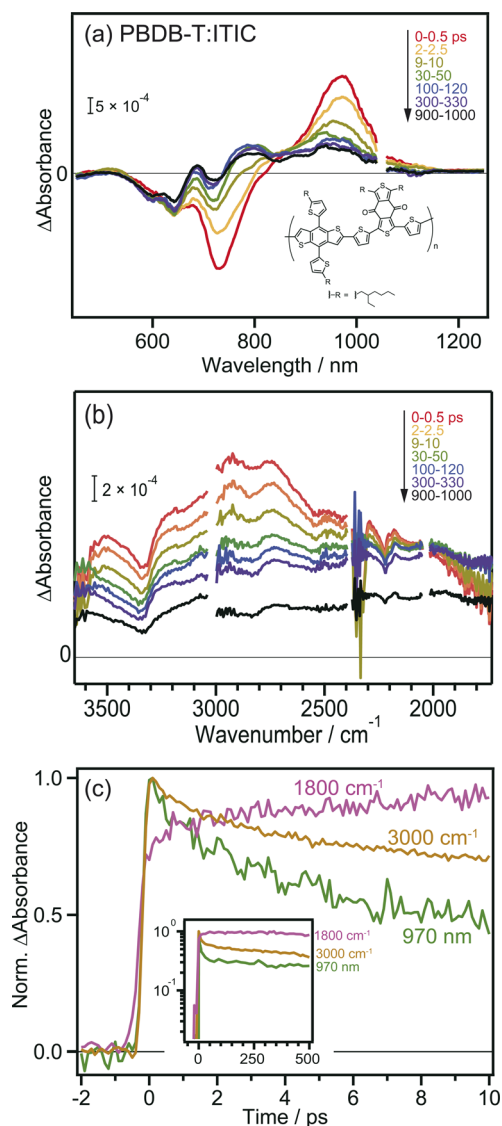 (a) PBDB-T:ITIC
0-0.5 ps
2-2.5
9-10
30-50
100-120
300-330
900-1000
5 × 10⁻⁴
0
ΔAbsorbance
R
R
R
R
S
S
S
S
S
S
S
S
O
O
n
–R =
600
800
1000
1200
Wavelength / nm
(b)
0-0.5 ps
2-2.5
9-10
30-50
100-120
300-330
900-1000
2 × 10⁻⁴
0
ΔAbsorbance
3500
3000
2500
2000
Wavenumber / cm⁻¹
(c)
1800 cm⁻¹
3000 cm⁻¹
970 nm
1.0
0.5
0.0
Norm. ΔAbsorbance
10⁰
10⁻¹
1800 cm⁻¹
3000 cm⁻¹
970 nm
0
250
500
-2
0
2
4
6
8
10
Time / ps